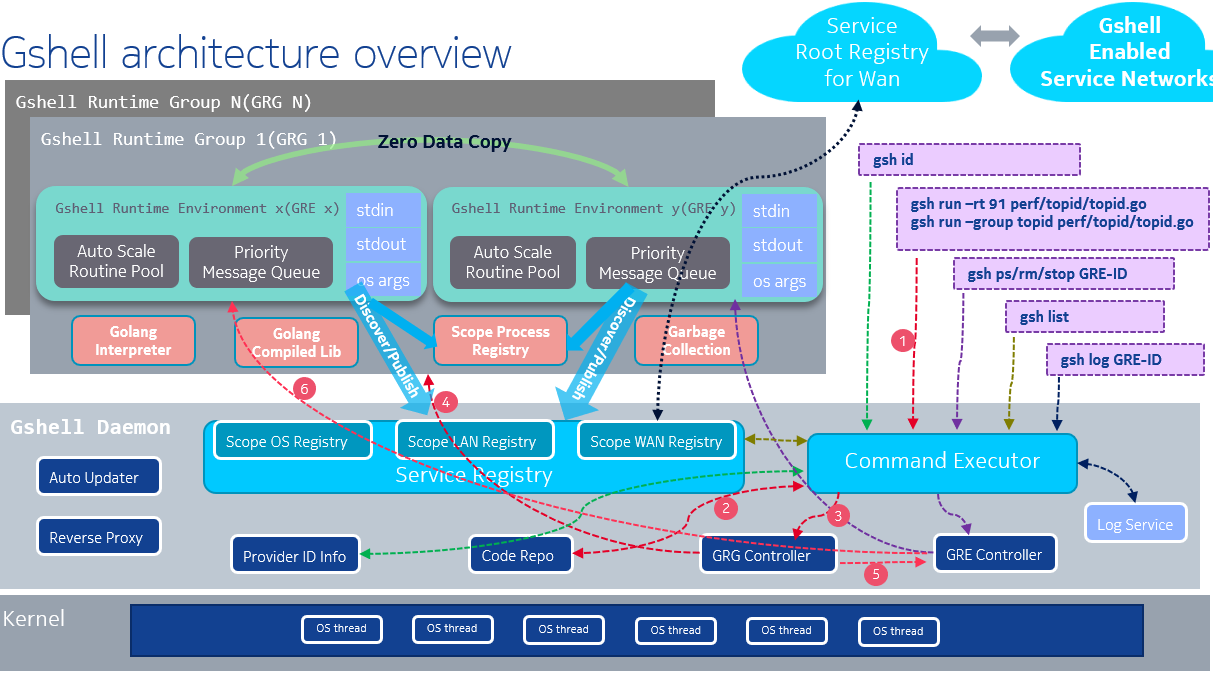 Gshell architecture overview
Service
Root Registry
for Wan
Gshell
Enabled
Service Networks
Gshell Runtime Group N(GRG N)
Gshell Runtime Group 1(GRG 1)
Zero Data Copy
Gshell Runtime Environment x(GRE x)
stdin
stdout
os args
Auto Scale
Routine Pool
Priority
Message Queue
Gshell Runtime Environment y(GRE y)
stdin
stdout
os args
Auto Scale
Routine Pool
Priority
Message Queue
Discover/Publish
Discover/Publish
Golang
Interpreter
Golang
Compiled Lib
Scope Process
Registry
Garbage
Collection
gsh id
gsh run –rt 91 perf/topid/topid.go
gsh run –group topid perf/topid/topid.go
gsh ps/rm/stop GRE-ID
gsh list
gsh log GRE-ID
1
6
4
Gshell Daemon
Scope OS Registry
Scope LAN Registry
Scope WAN Registry
Service Registry
Command Executor
Auto Updater
Reverse Proxy
2
3
5
Log Service
Provider ID Info
Code Repo
GRG Controller
GRE Controller
Kernel
OS thread
OS thread
OS thread
OS thread
OS thread
OS thread